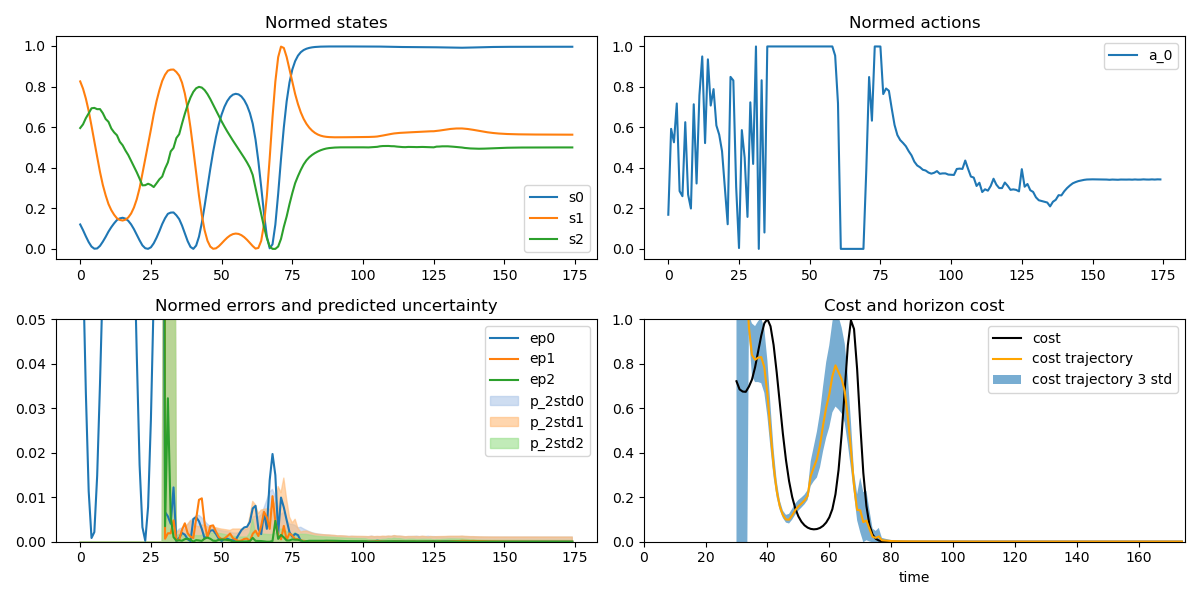 Normed states
1.0
0.8
0.6
0.4
0.2
0.0
s0
s1
s2
0 25 50 75 100 125 150 175
Normed actions
1.0
0.8
0.6
0.4
0.2
0.0
a_0
0 25 50 75 100 125 150 175
Normed errors and predicted uncertainty
0.05
0.04
0.03
0.02
0.01
0.00
ep0
ep1
ep2
p_2std0
p_2std1
p_2std2
0 25 50 75 100 125 150 175
Cost and horizon cost
1.0
0.8
0.6
0.4
0.2
0.0
cost
cost trajectory
cost trajectory 3 std
0 20 40 60 80 100 120 140 160
time